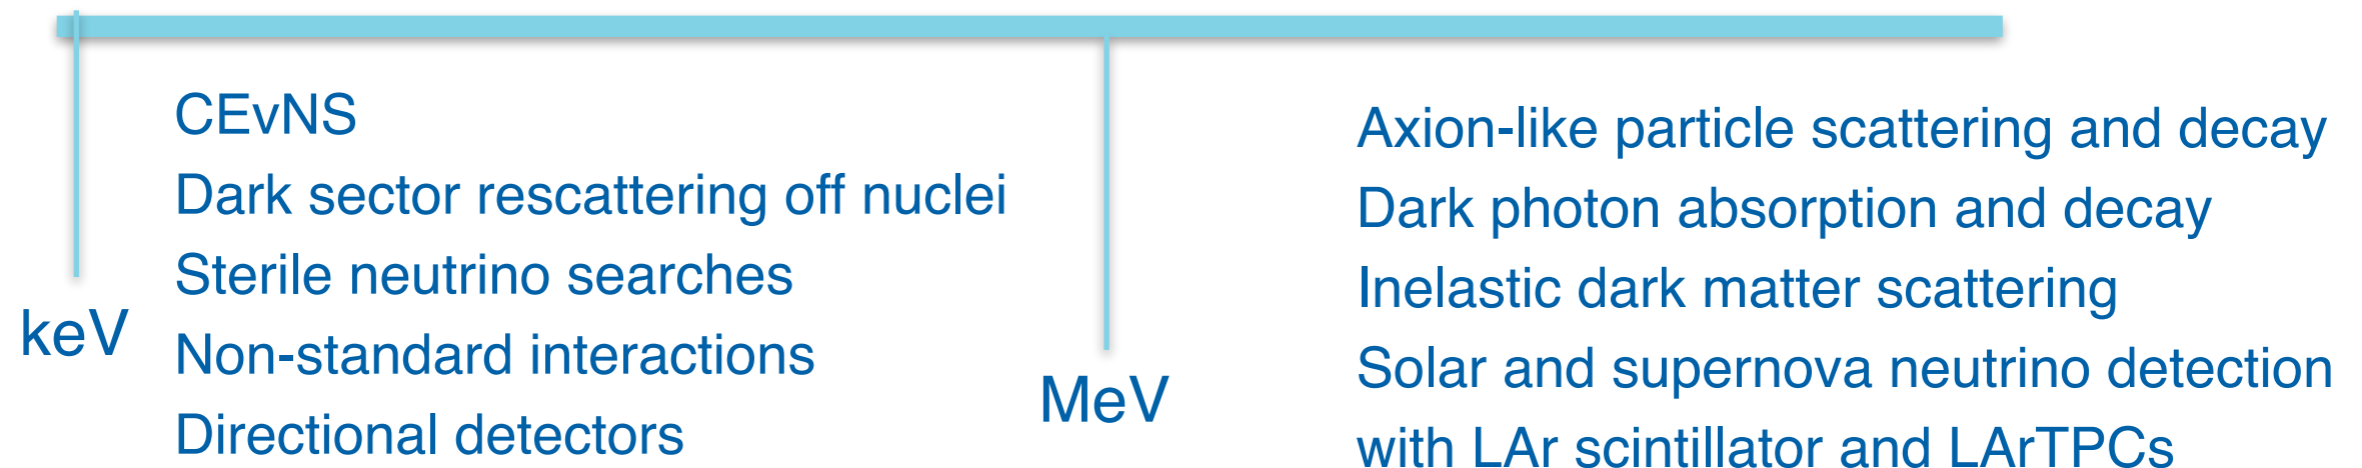 keV
CEvNS
Dark sector rescattering off nuclei
Sterile neutrino searches
Non-standard interactions
Directional detectors
MeV
Axion-like particle scattering and decay
Dark photon absorption and decay
Inelastic dark matter scattering
Solar and supernova neutrino detection
with LAr scintillator and LArTPCs